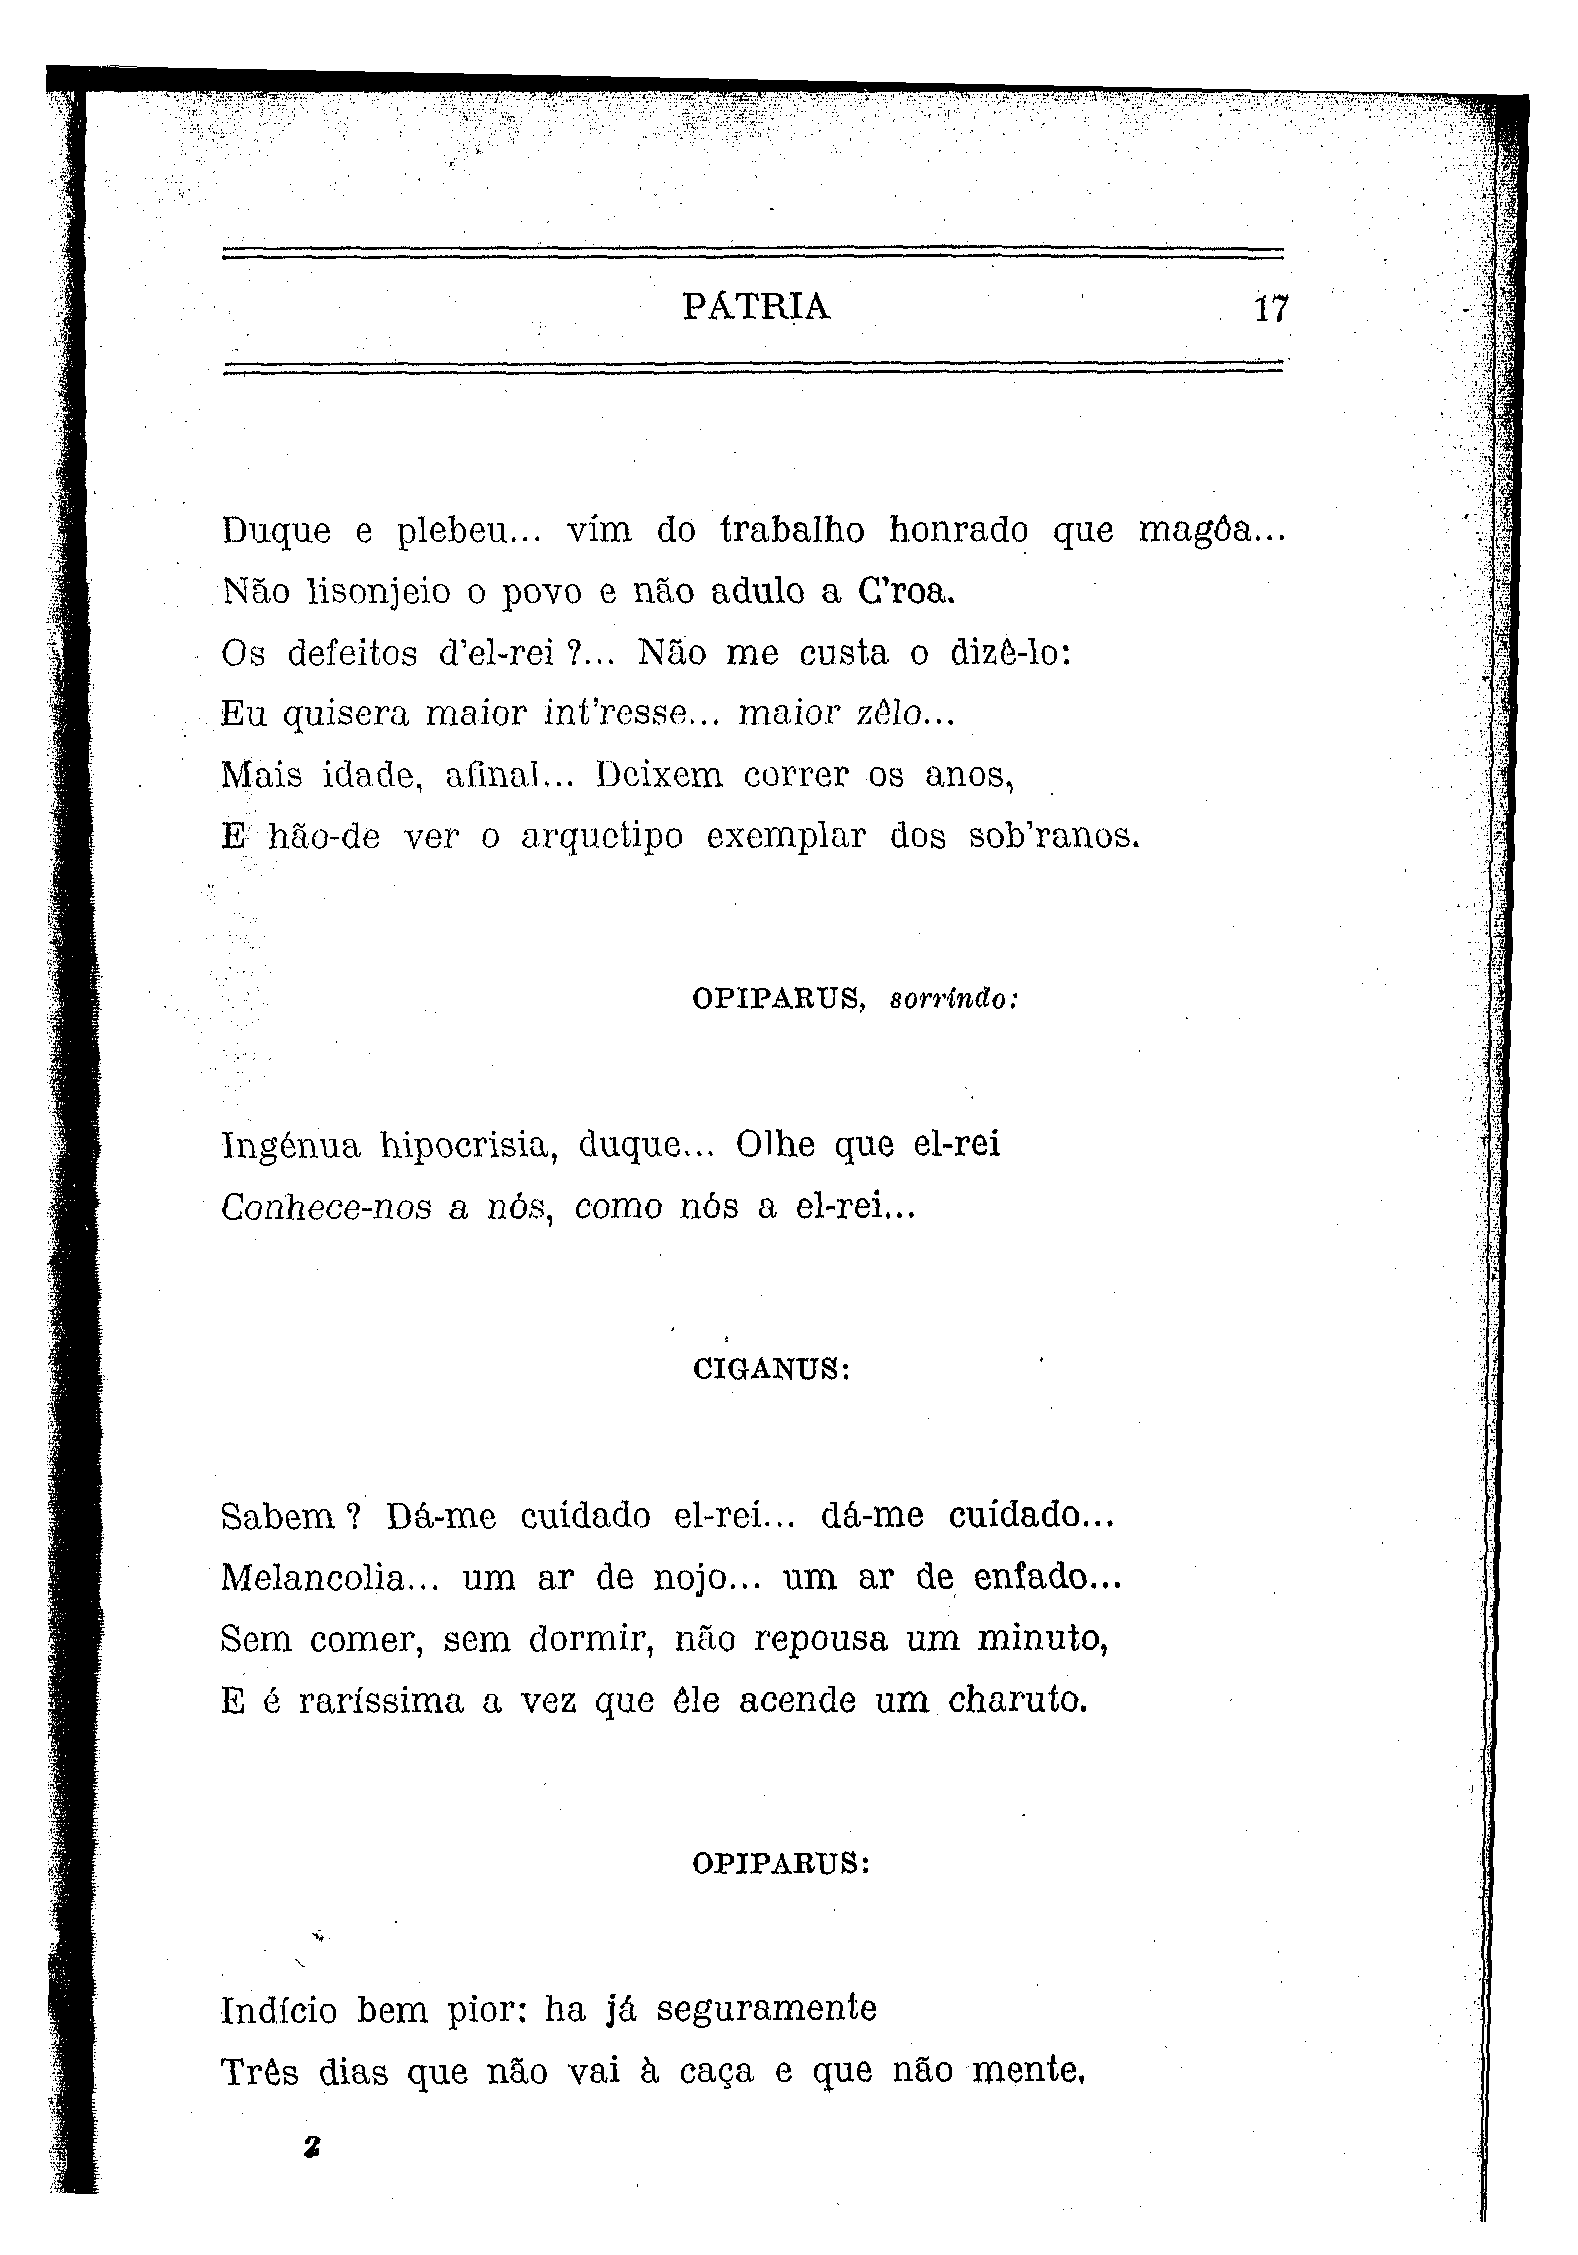 PÁTRIA 17
Duque e plebeu... vim do trabalho honrado que magôa...
Não lisonjeio o povo e não adulo a C'roa.
Os defeitos d'el-rei ?... Não me custa o dizê-lo:
Eu quisera maior int'resse... maior zêlo...
Mais idade, afinal... Deixem correr os anos,
E hão-de ver o arquetipo exemplar dos sob'ranos.
OPIPARUS, sorrindo:
Ingénua hipocrisia, duque... Olhe que el-rei
Conhece-nos a nós, como nós a el-rei...
CIGANUS:
Sabem ? Dá-me cuidado el-rei... dá-me cuidado...
Melancolia... um ar de nojo... um ar de enfado...
Sem comer, sem dormir, não repousa um minuto,
E é raríssima a vez que êle acende um charuto.
OPIPARUS:
Indício bem pior: ha já seguramente
Três dias que não vai à caça e que não mente.
2